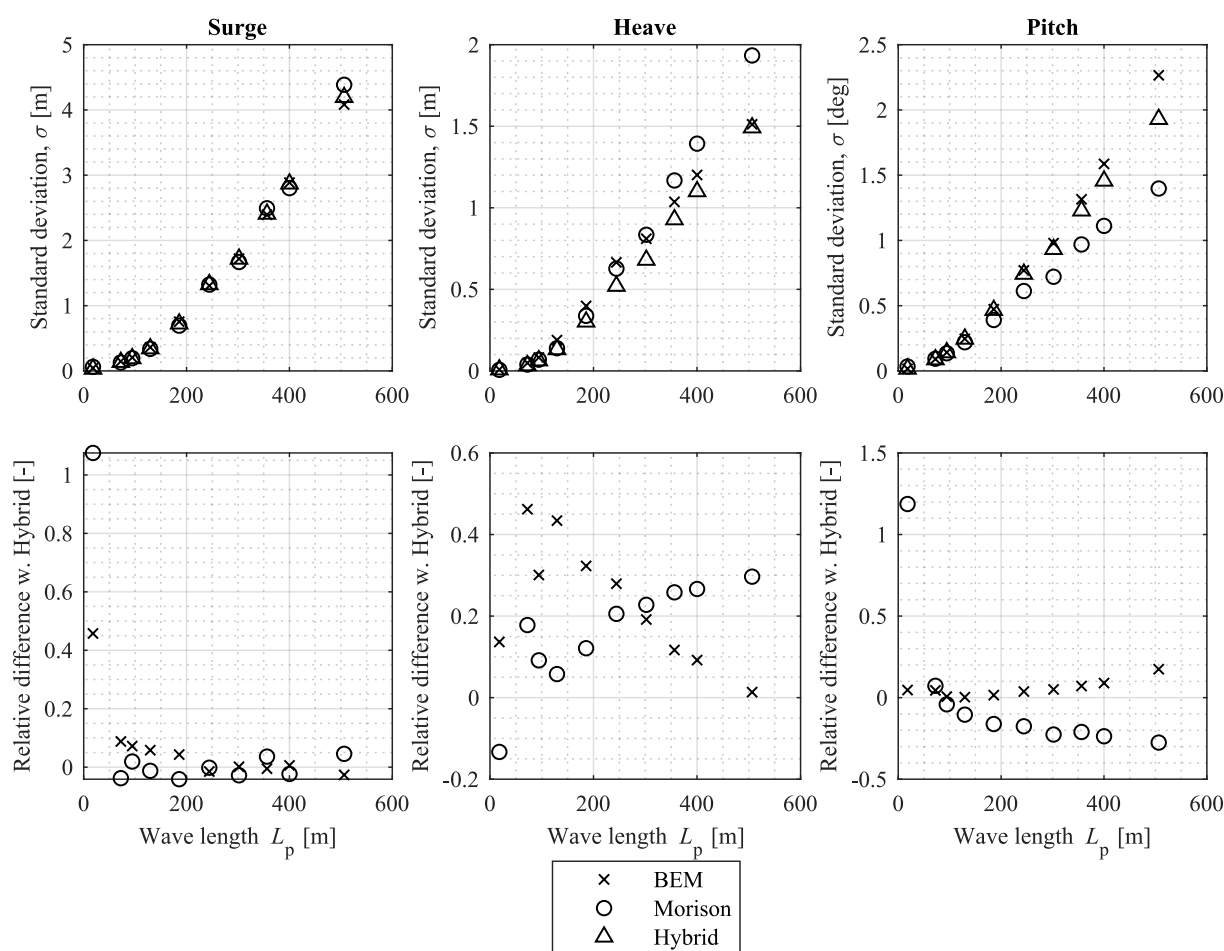 Surge
Heave
Pitch
Standard deviation, σ [m]
5
4
3
2
1
0
0 200 400 600
Standard deviation, σ [m]
2
1.5
1
0.5
0
0 200 400 600
Standard deviation, σ [deg]
2.5
2
1.5
1
0.5
0
0 200 400 600
Relative difference w. Hybrid [-]
1
0.8
0.6
0.4
0.2
0
0 200 400 600
Wave length Lp [m]
Relative difference w. Hybrid [-]
0.6
0.4
0.2
0
-0.2
0 200 400 600
Wave length Lp [m]
Relative difference w. Hybrid [-]
1.5
1
0.5
0
-0.5
0 200 400 600
Wave length Lp [m]
BEM
Morison
Hybrid